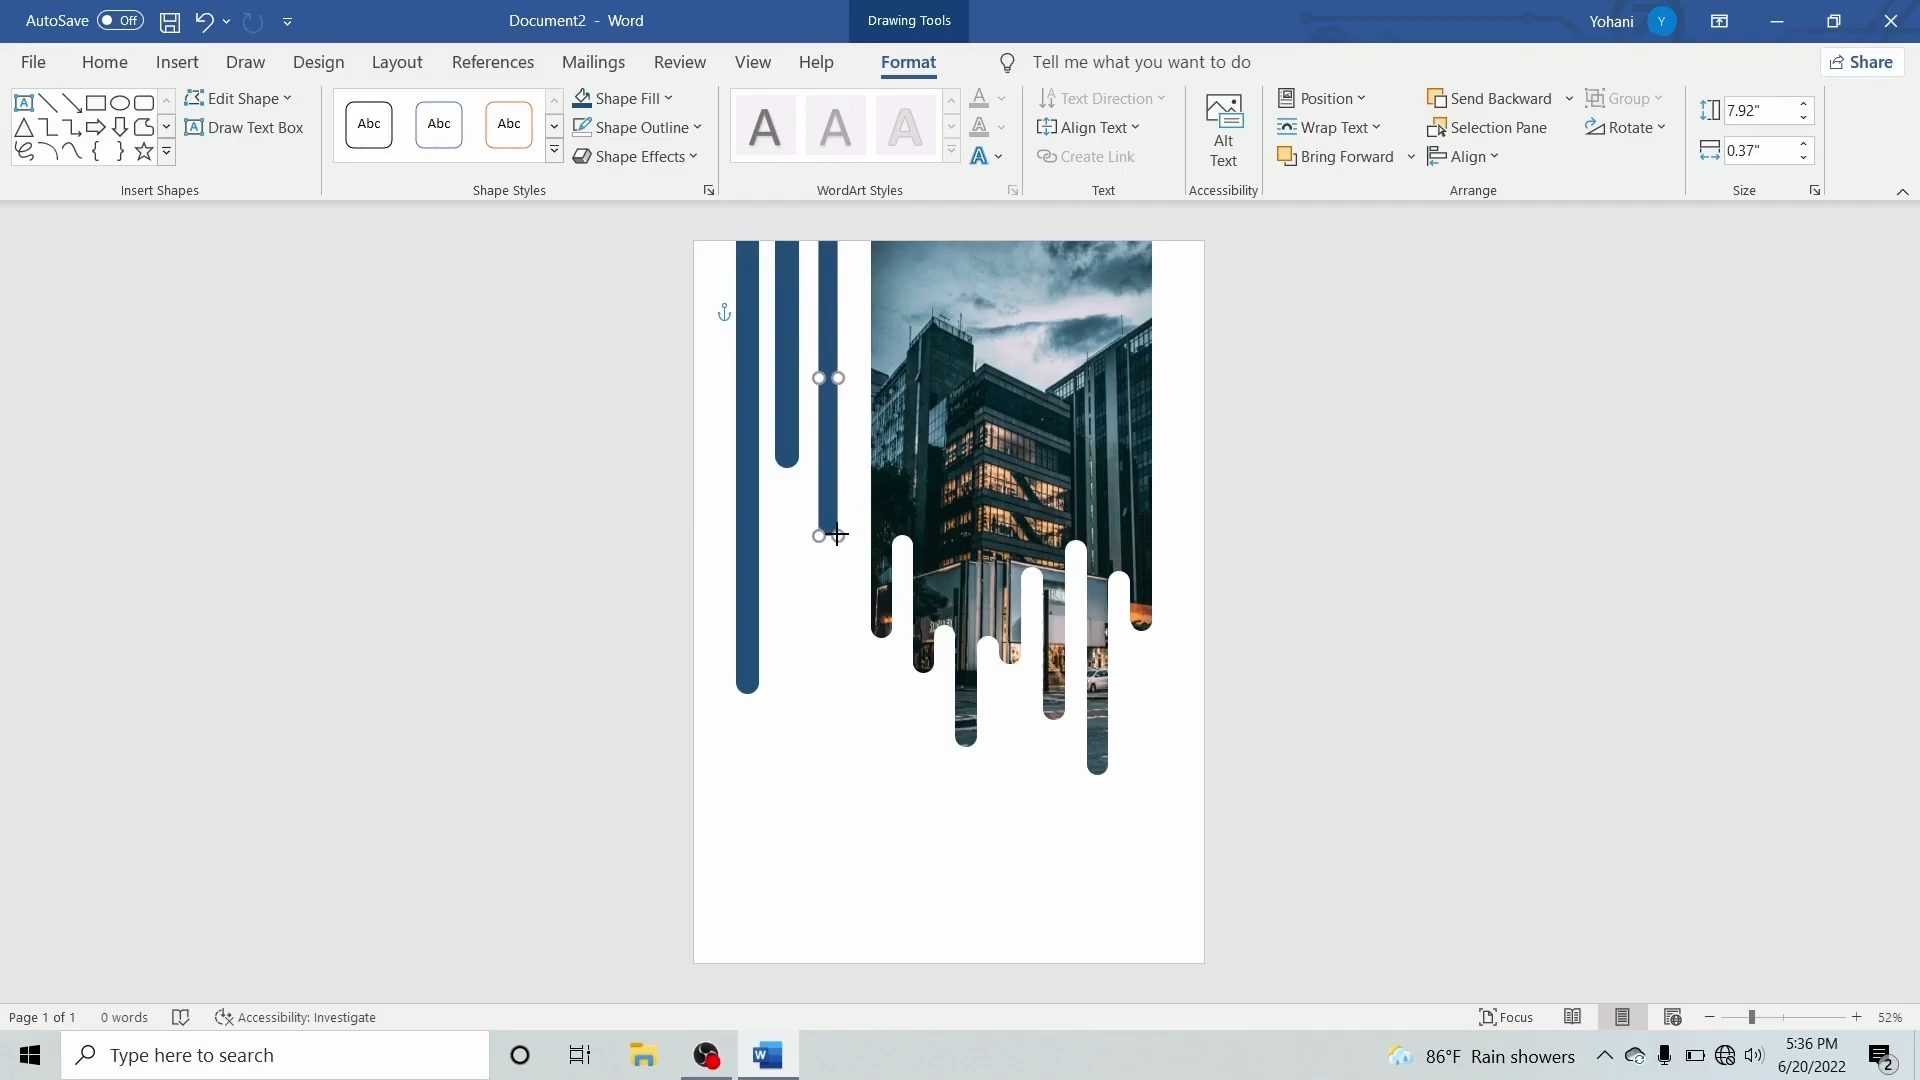 AutoSave Off Document2 - Word Drawing Tools Yohani Y
File Home Insert Draw Design Layout References Mailings Review View Help Format Tell me what you want to do Share
A Edit Shape Abc Abc Abc Shape Fill A A A A Text Direction Position Send Backward Group 7.92"
Draw Text Box Shape Outline A Align Text Alt Text Wrap Text Selection Pane Rotate
Shape Effects A Create Link Bring Forward Align 0.37"
Insert Shapes Shape Styles WordArt Styles Text Accessibility Arrange Size
Page 1 of 1 0 words Accessibility: Investigate Focus 52%
Type here to search W 86°F Rain showers 5:36 PM
6/20/2022 2